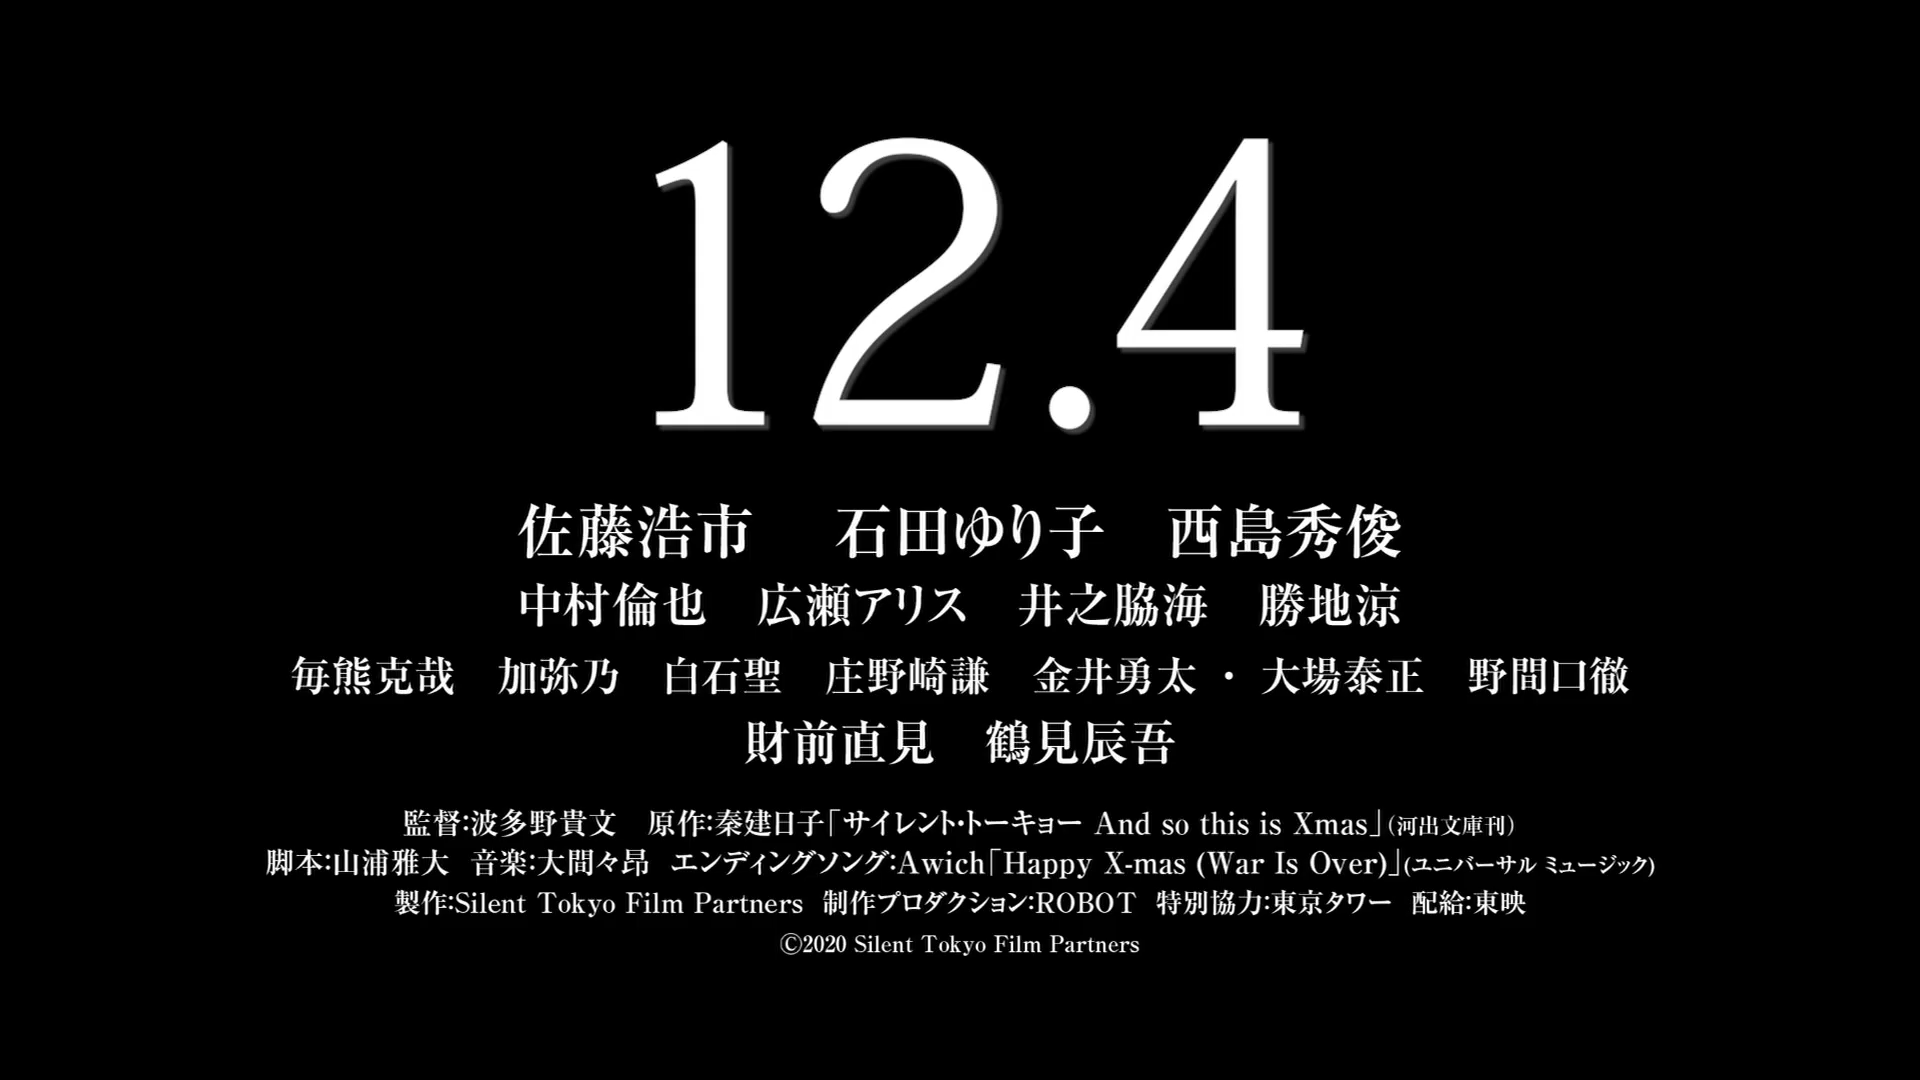 12.4
佐藤浩市 石田ゆり子 西島秀俊
中村倫也 広瀬アリス 井之脇海 勝地涼
毎熊克哉 加弥乃 白石聖 庄野崎謙 金井勇太・大場泰正 野間口徹
財前直見 鶴見辰吾
監督:波多野貴文 原作:秦建日子「サイレント・トーキョー And so this is Xmas」(河出文庫刊)
脚本:山浦雅大 音楽:大間々昂 エンディングソング:Awich「Happy X-mas (War Is Over)」(ユニバーサル ミュージック)
製作:Silent Tokyo Film Partners 制作プロダクション:ROBOT 特別協力:東京タワー 配給:東映
©2020 Silent Tokyo Film Partners